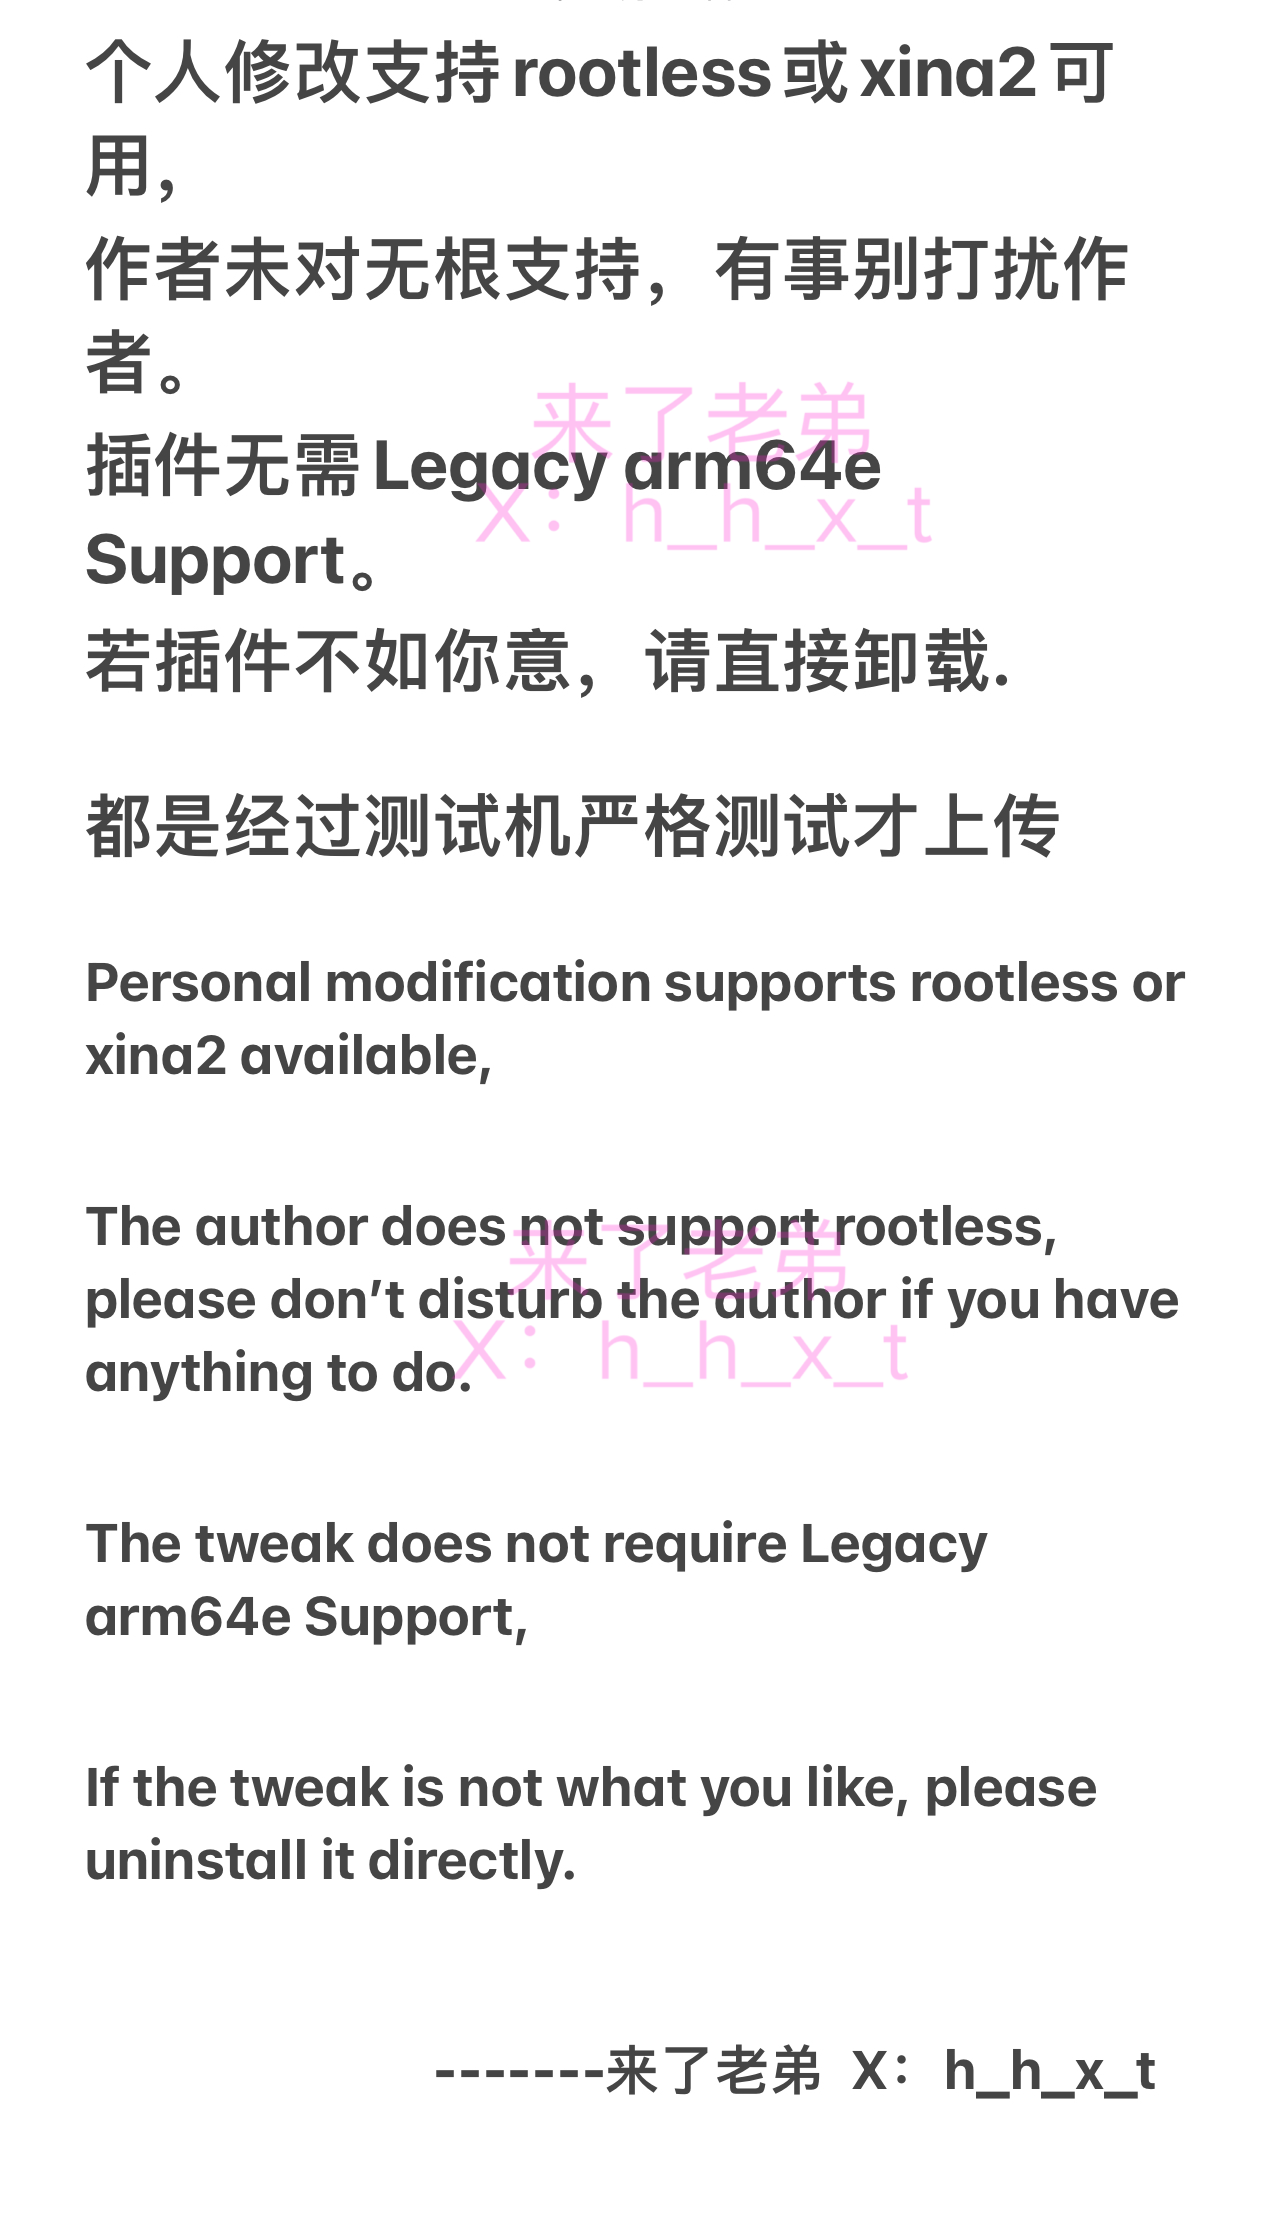 个人修改支持rootless或xina2可
用，
作者未对无根支持，有事别打扰作
者。
插件无需Legacy arm64e
Support。
若插件不如你意，请直接卸载.
都是经过测试机严格测试才上传
来了老弟
X：h_h_x_t
Personal modification supports rootless or
xina2 available,
The author does not support rootless,
please don’t disturb the author if you have
anything to do.
来了老弟
X：h_h_x_t
The tweak does not require Legacy
arm64e Support,
If the tweak is not what you like, please
uninstall it directly.
-------来了老弟 X：h_h_x_t